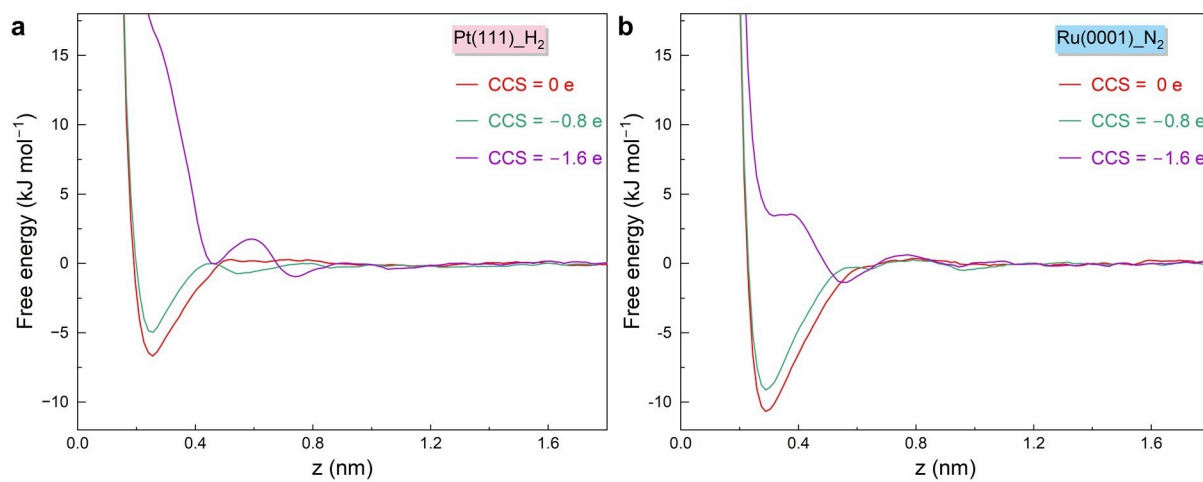 a
Pt(111)_H₂
CCS = 0 e
CCS = −0.8 e
CCS = −1.6 e
15
10
5
0
−5
−10
0.0
0.4
0.8
1.2
1.6
Free energy (kJ mol⁻¹)
z (nm)
b
Ru(0001)_N₂
CCS = 0 e
CCS = −0.8 e
CCS = −1.6 e
15
10
5
0
-5
-10
0.0
0.4
0.8
1.2
1.6
Free energy (kJ mol⁻¹)
z (nm)